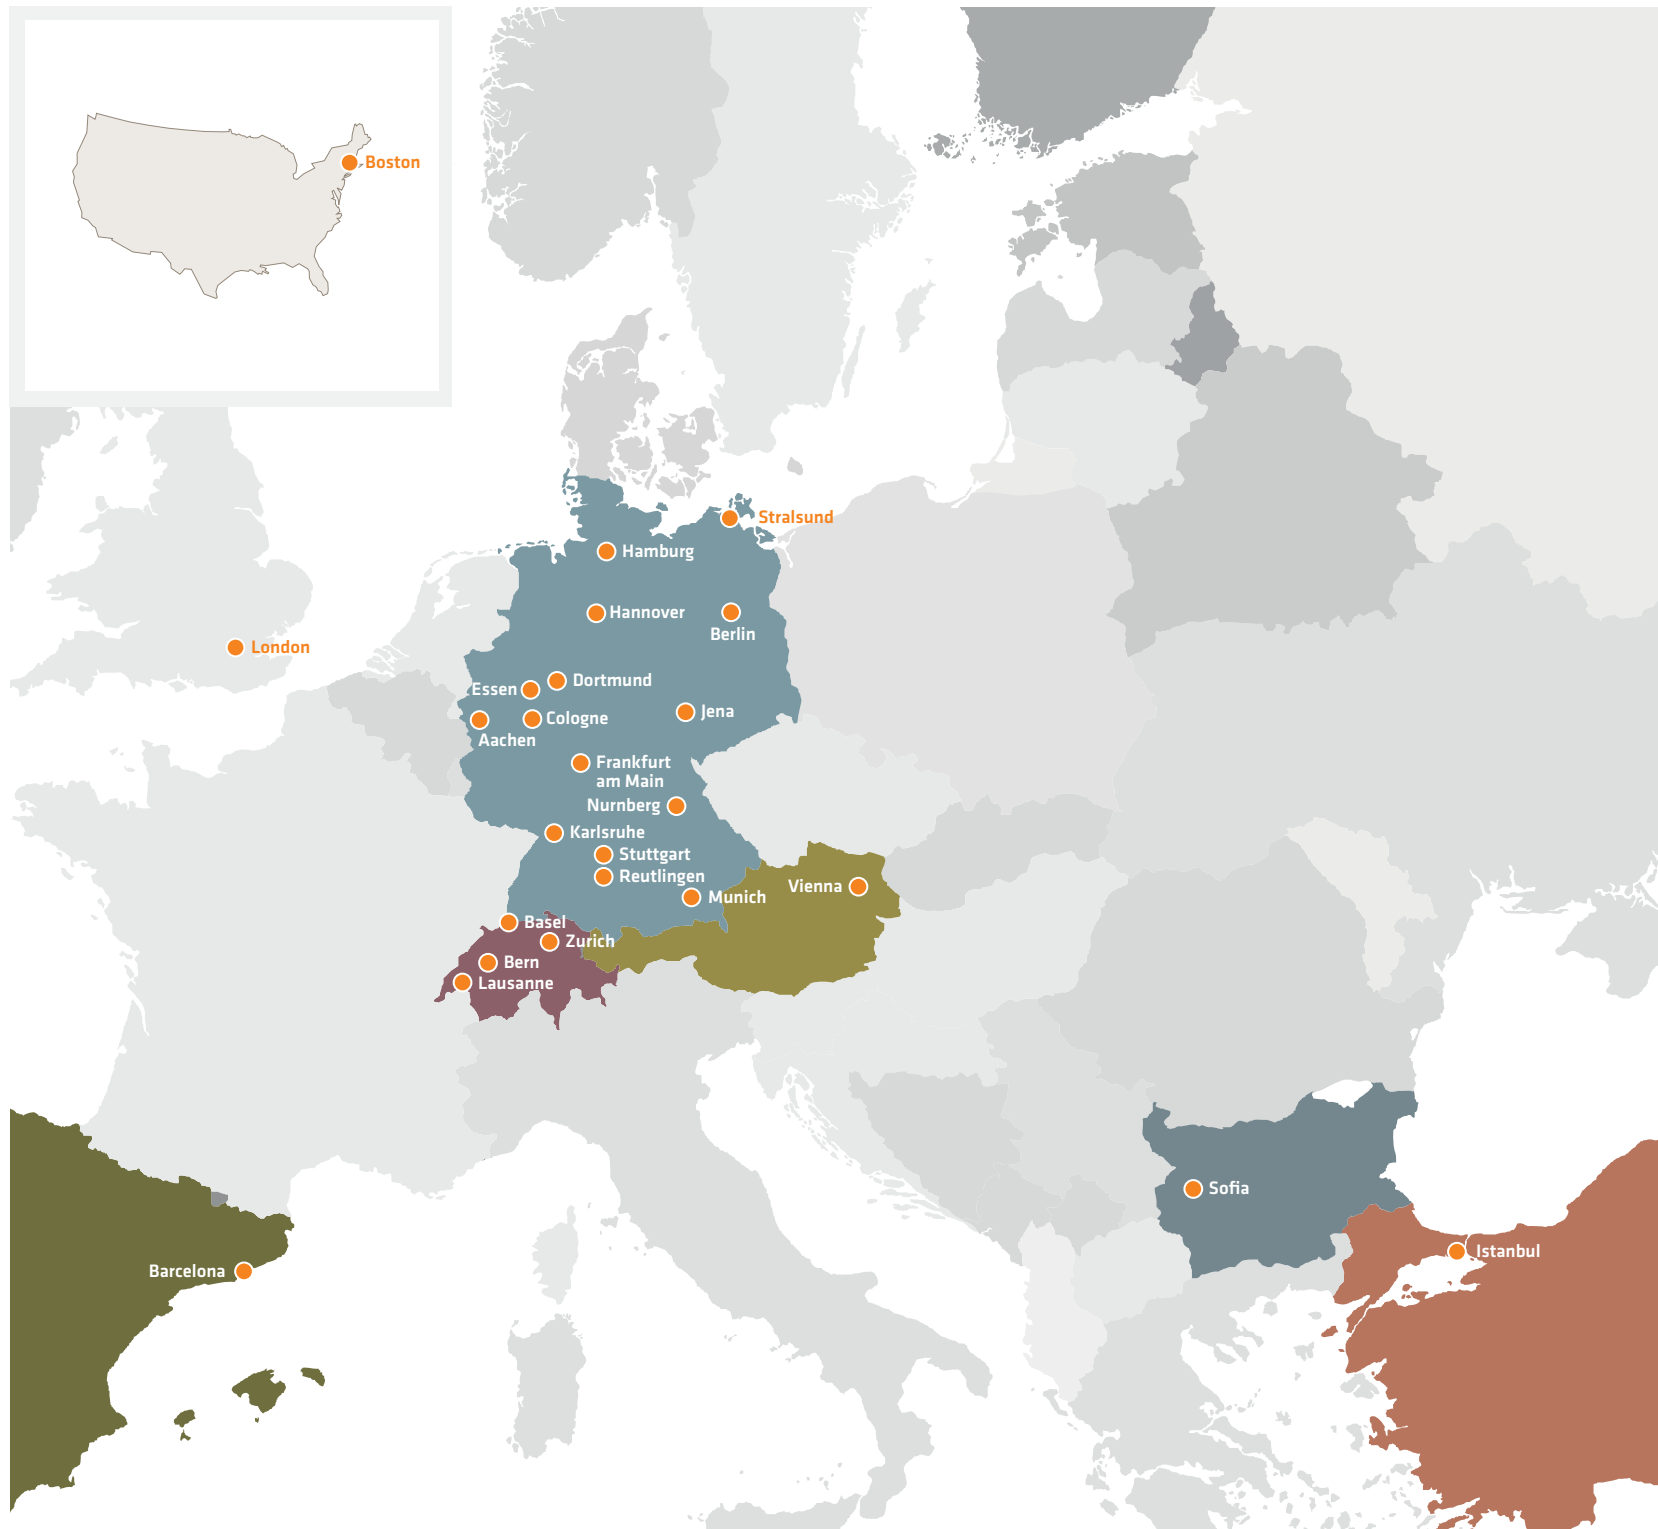 Boston
Stralsund
Hamburg
Hannover
Berlin
London
Dortmund
Essen
Cologne
Jena
Aachen
Frankfurt
am Main
Nurnberg
Karlsruhe
Stuttgart
Reutlingen
Vienna
Munich
Basel
Zurich
Bern
Lausanne
Sofia
Istanbul
Barcelona